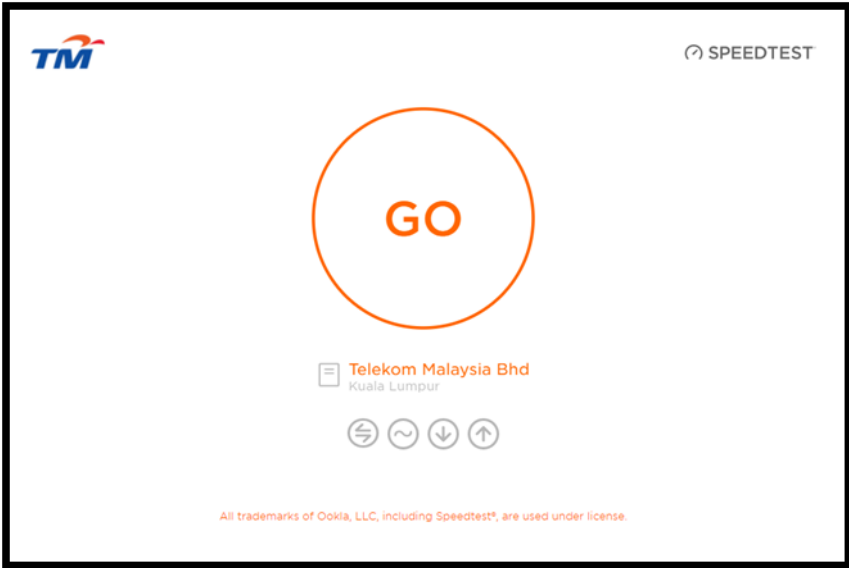 TM
SPEEDTEST
GO
Telekom Malaysia Bhd
Kuala Lumpur
All trademarks of Ookla, LLC, including Speedtest®, are used under license.